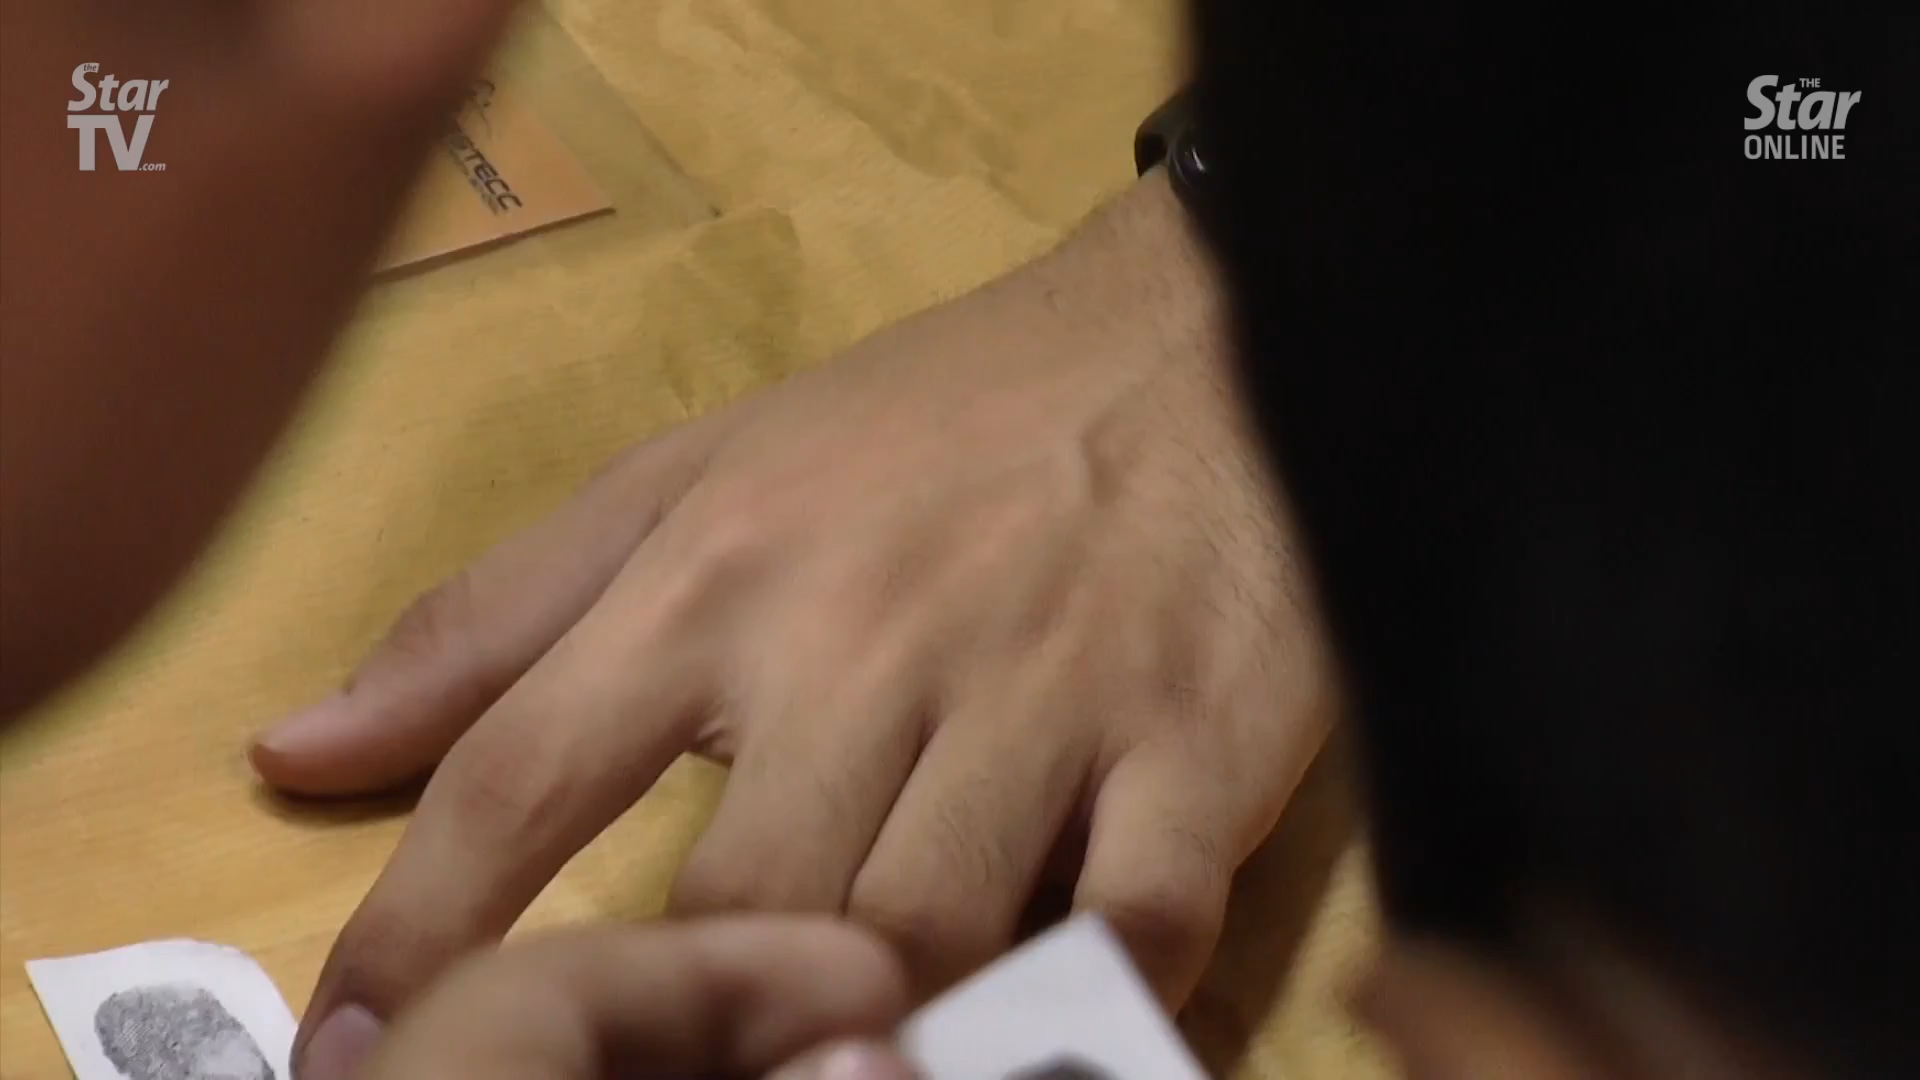 the
Star
TV.com
THE
Star
ONLINE